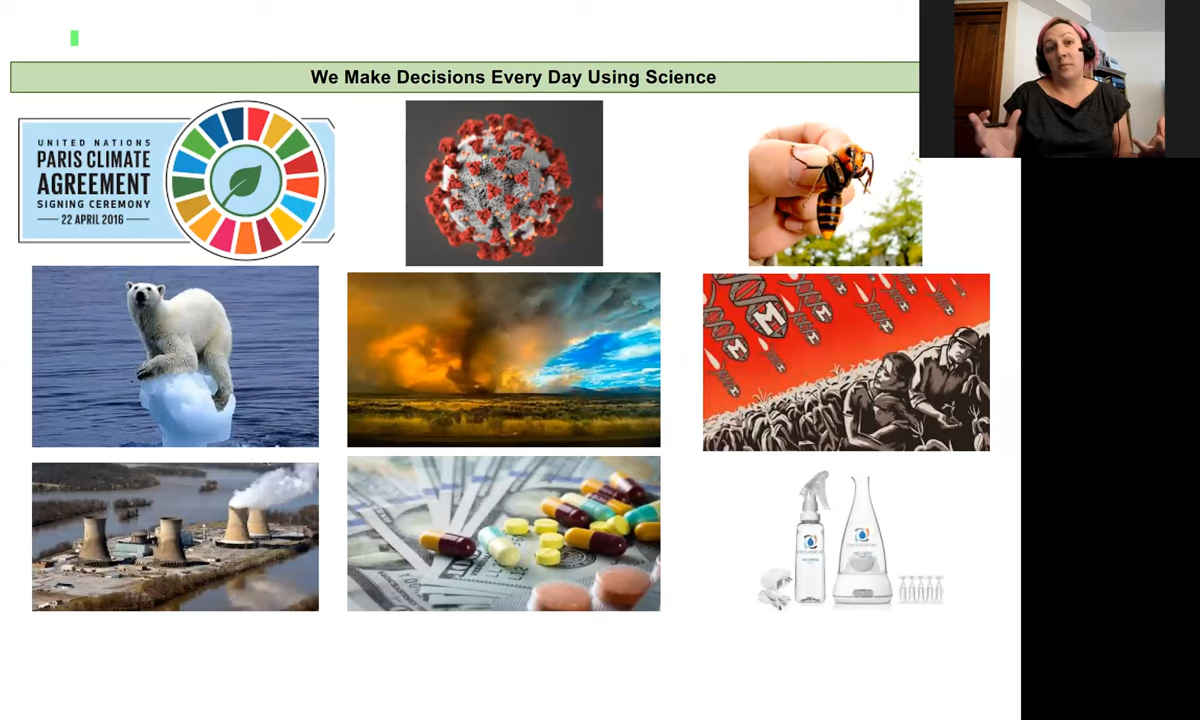 We Make Decisions Every Day Using Science
UNITED NATIONS
PARIS CLIMATE
AGREEMENT
SIGNING CEREMONY
22 APRIL 2016
M